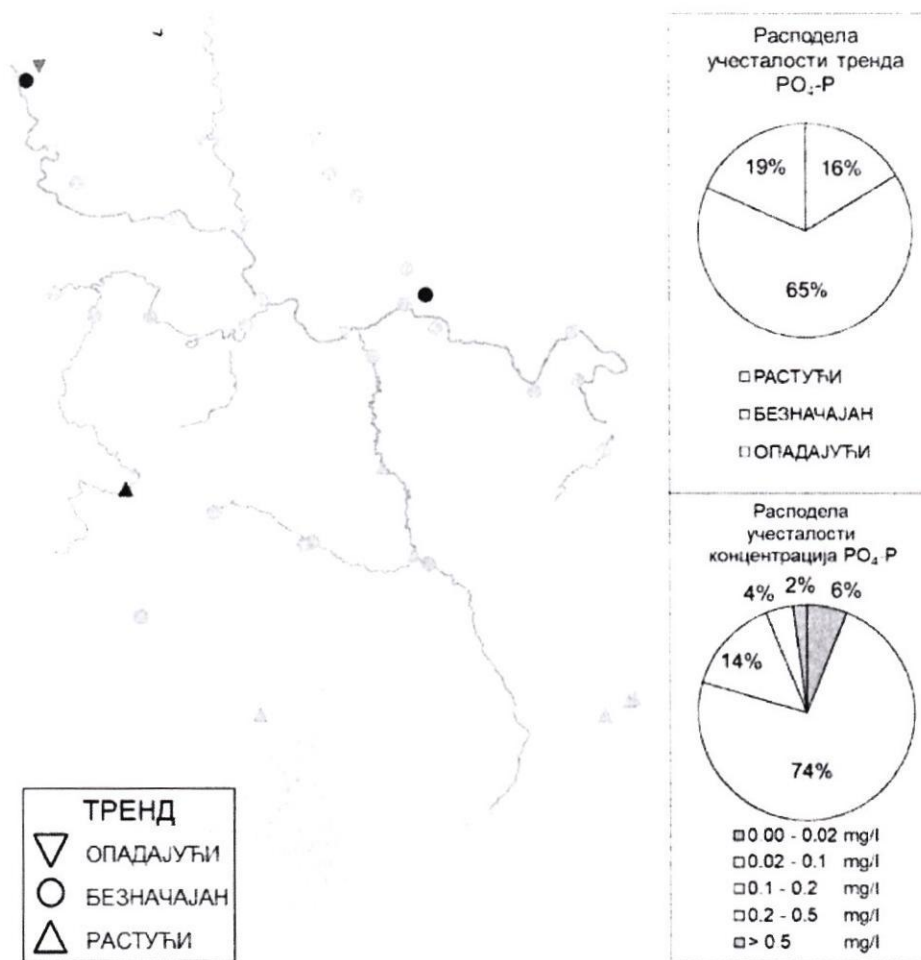 Расподела
учесталости тренда
PO₄-P
19%
16%
65%
РАСТУЋИ
БЕЗНАЧАЈАН
ОПАДАЈУЋИ
Расподела
учесталости
концентрација PO₄-P
4%
2%
6%
14%
74%
0 00 - 0.02 mg/l
0.02 - 0.1 mg/l
0.1 - 0.2 mg/l
0.2 - 0.5 mg/l
> 0 5 mg/l
ТРЕНД
ОПАДАЈУЋИ
БЕЗНАЧАЈАН
РАСТУЋИ